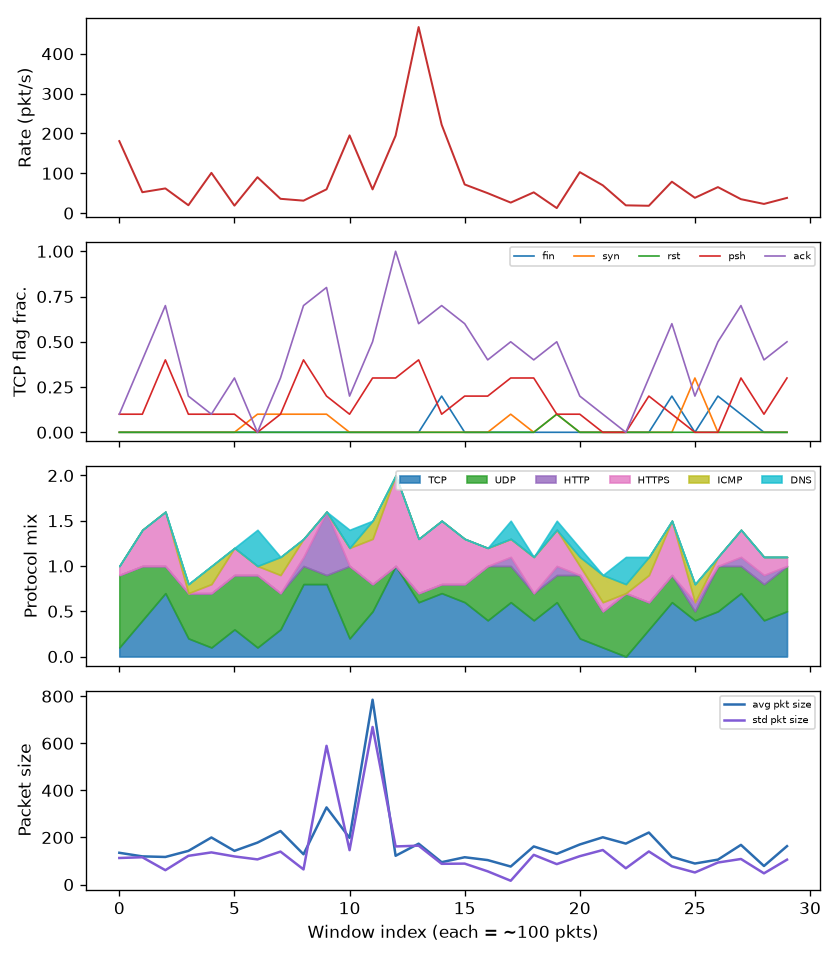 400
300
200
100
0
Rate (pkt/s)
1.00
0.75
0.50
0.25
0.00
TCP flag frac.
fin syn rst psh ack
2.0
1.5
1.0
0.5
0.0
Protocol mix
TCP UDP HTTP HTTPS ICMP DNS
800
600
400
200
0
Packet size
avg pkt size
std pkt size
0 5 10 15 20 25 30
Window index (each = ~100 pkts)